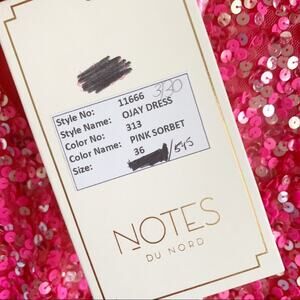 Style No: 11666
Style Name: OJAY DRESS
Color No: 313
Color Name: PINK SORBET
Size: 36
NOTES
DU NORD